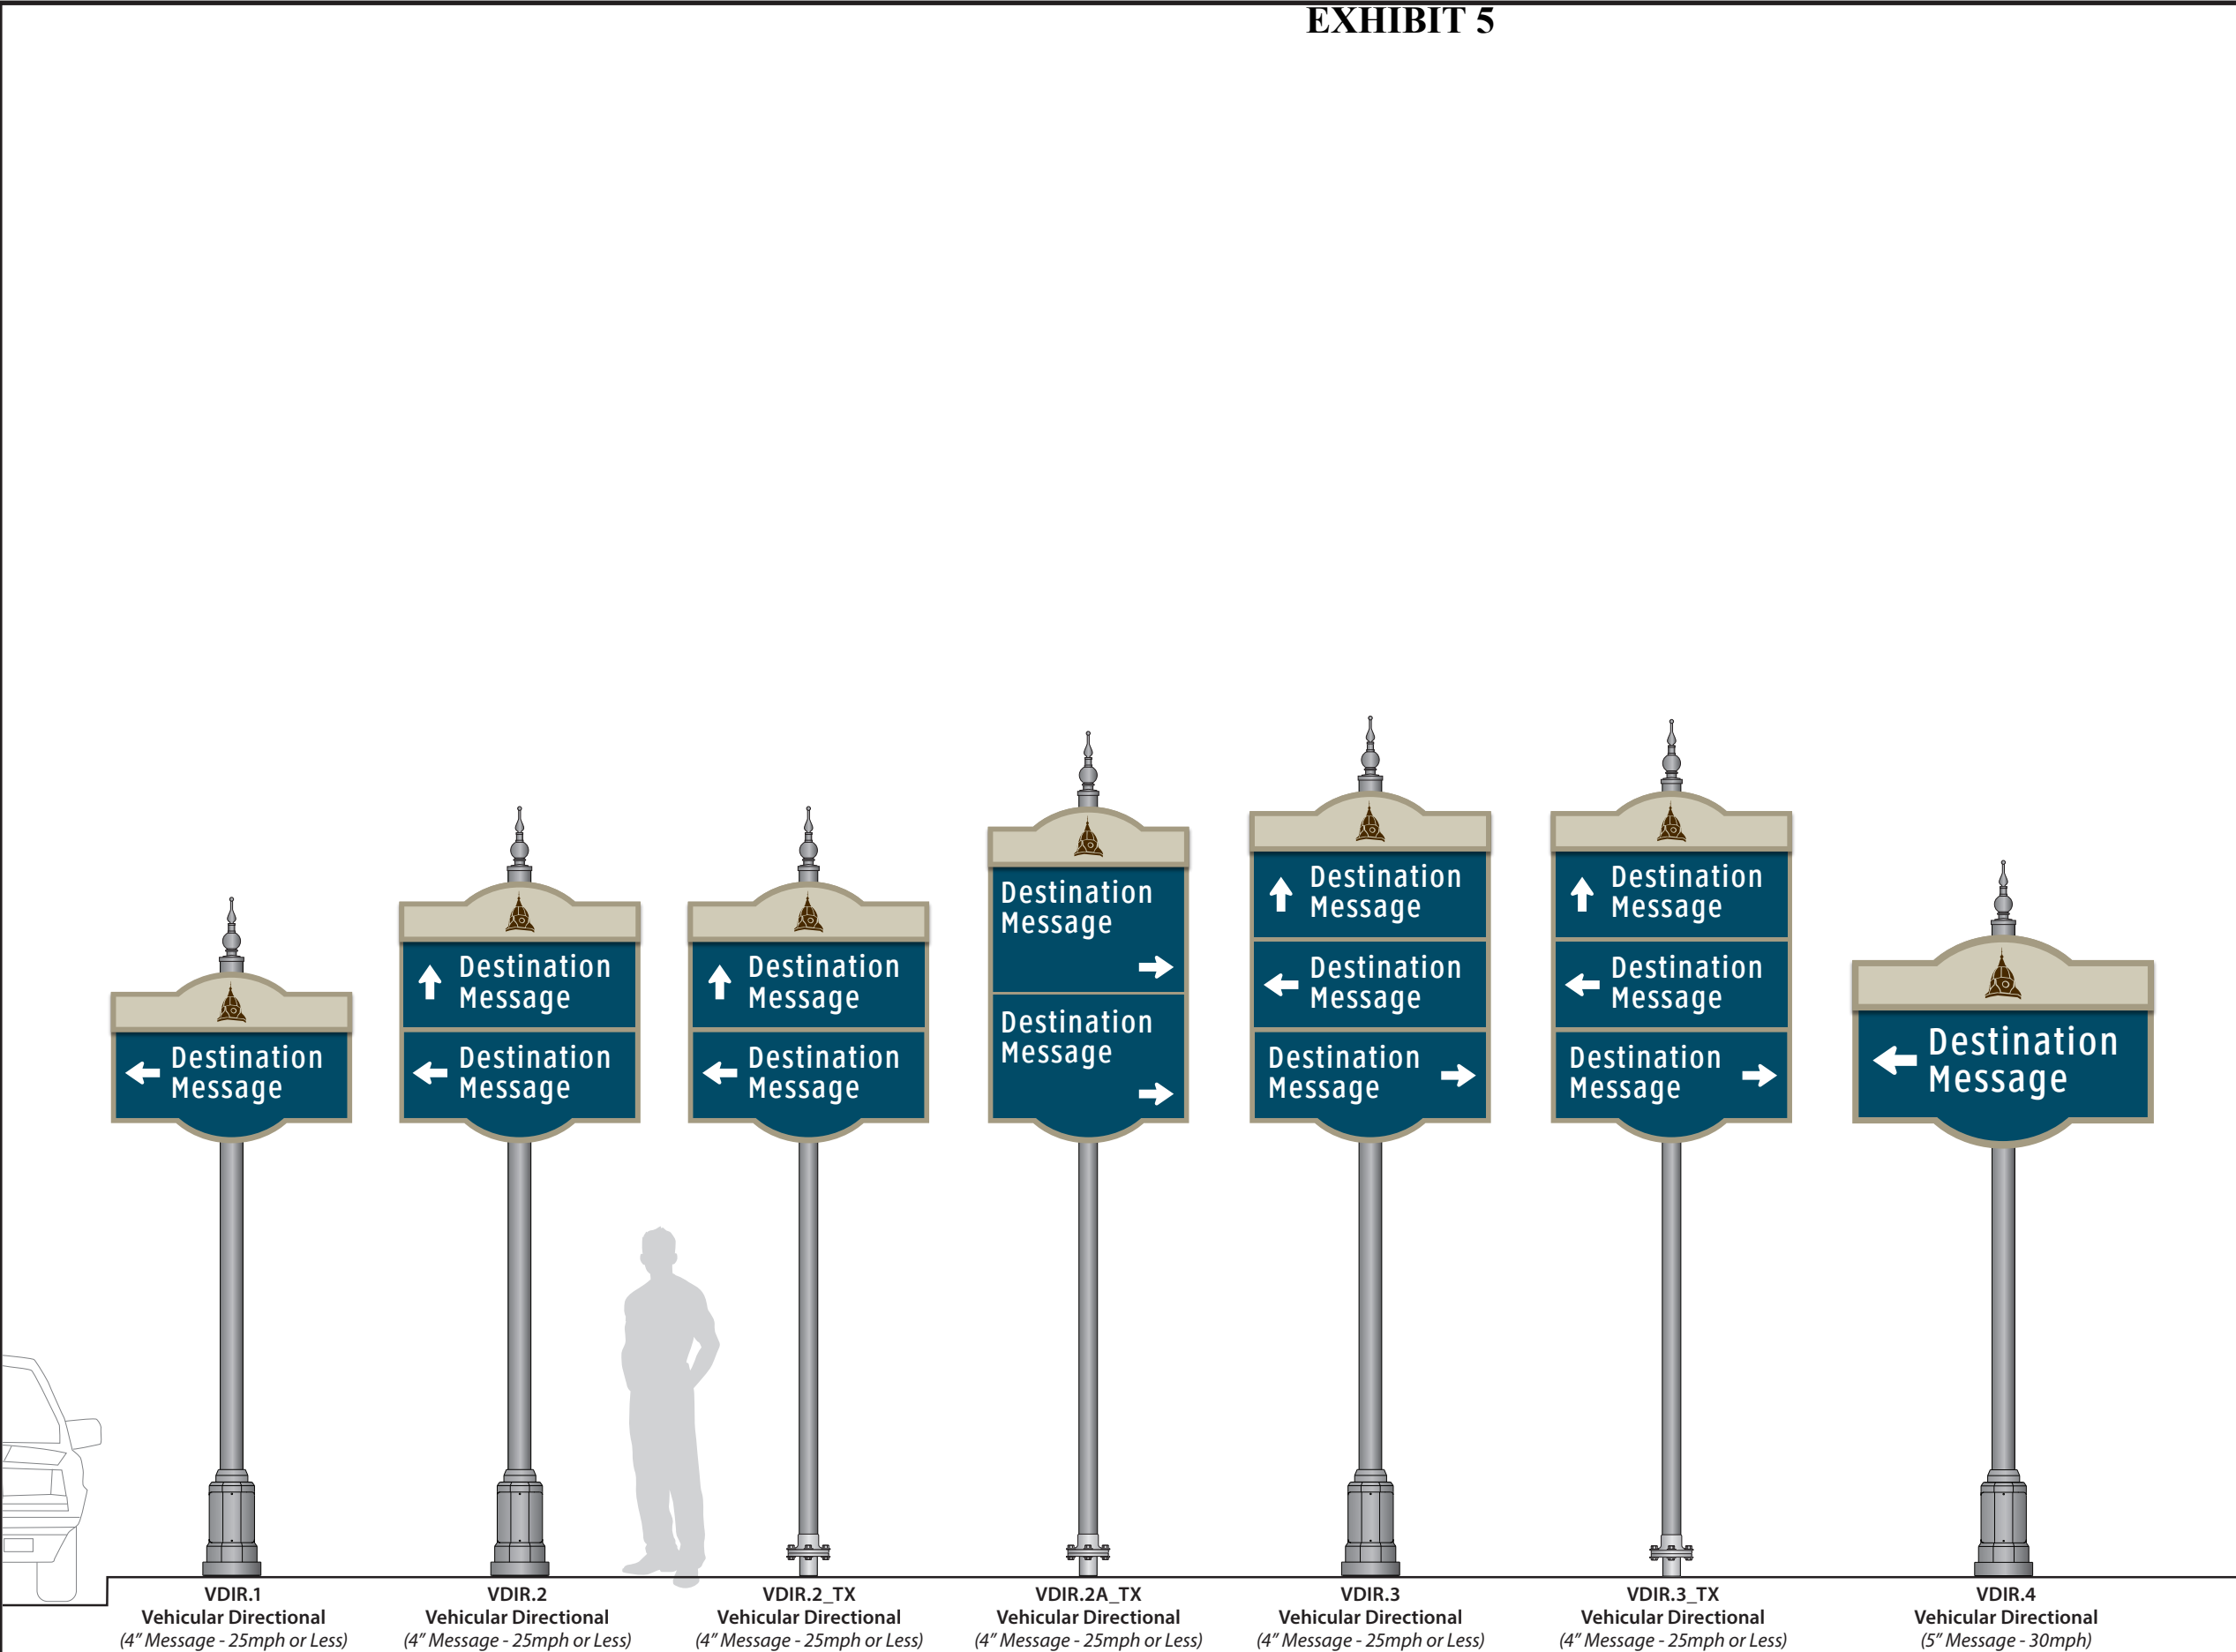 EXHIBIT 5
Destination
Message
Destination
Message
Destination
Message
Destination
Message
Destination
Message
Destination
Message
Destination
Message
Destination
Message
Destination
Message
Destination
Message
Destination
Message
Destination
Message
Destination
Message
Destination
Message
VDIR.1
Vehicular Directional
(4” Message - 25mph or Less)
VDIR.2
Vehicular Directional
(4” Message - 25mph or Less)
VDIR.2_TX
Vehicular Directional
(4” Message - 25mph or Less)
VDIR.2A_TX
Vehicular Directional
(4” Message - 25mph or Less)
VDIR.3
Vehicular Directional
(4” Message - 25mph or Less)
VDIR.3_TX
Vehicular Directional
(4” Message - 25mph or Less)
VDIR.4
Vehicular Directional
(5” Message - 30mph)